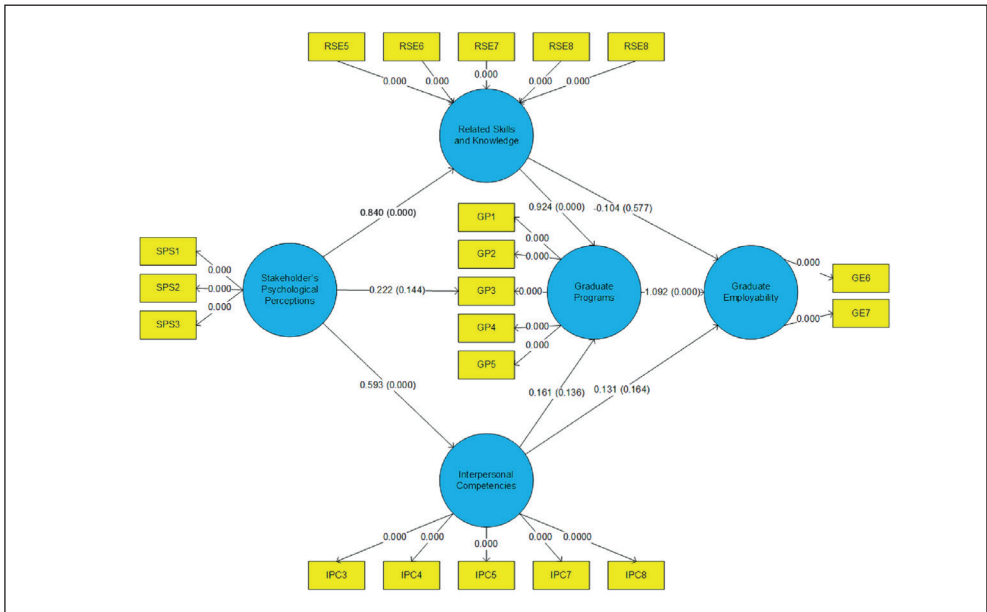 RSE5
RSE6
RSE7
RSE8
RSE8
0.000
0.000
0.000
0.000
0.000
Related Skills
and Knowledge
0.840 (0.000)
0.924 (0.000)
-0.104 (0.577)
SPS1
SPS2
SPS3
0.000
0.000
0.000
Stakeholder's
Psychological
Perceptions
0.222 (0.144)
GP1
GP2
GP3
GP4
GP5
0.000
0.000
0.000
0.000
0.000
Graduate
Programs
1.092 (0.000)
Graduate
Employability
0.000
0.000
GE6
GE7
0.593 (0.000)
0.161 (0.136)
0.131 (0.164)
Interpersonal
Competencies
0.000
0.000
0.000
0.000
0.0000
IPC3
IPC4
IPC5
IPC7
IPC8